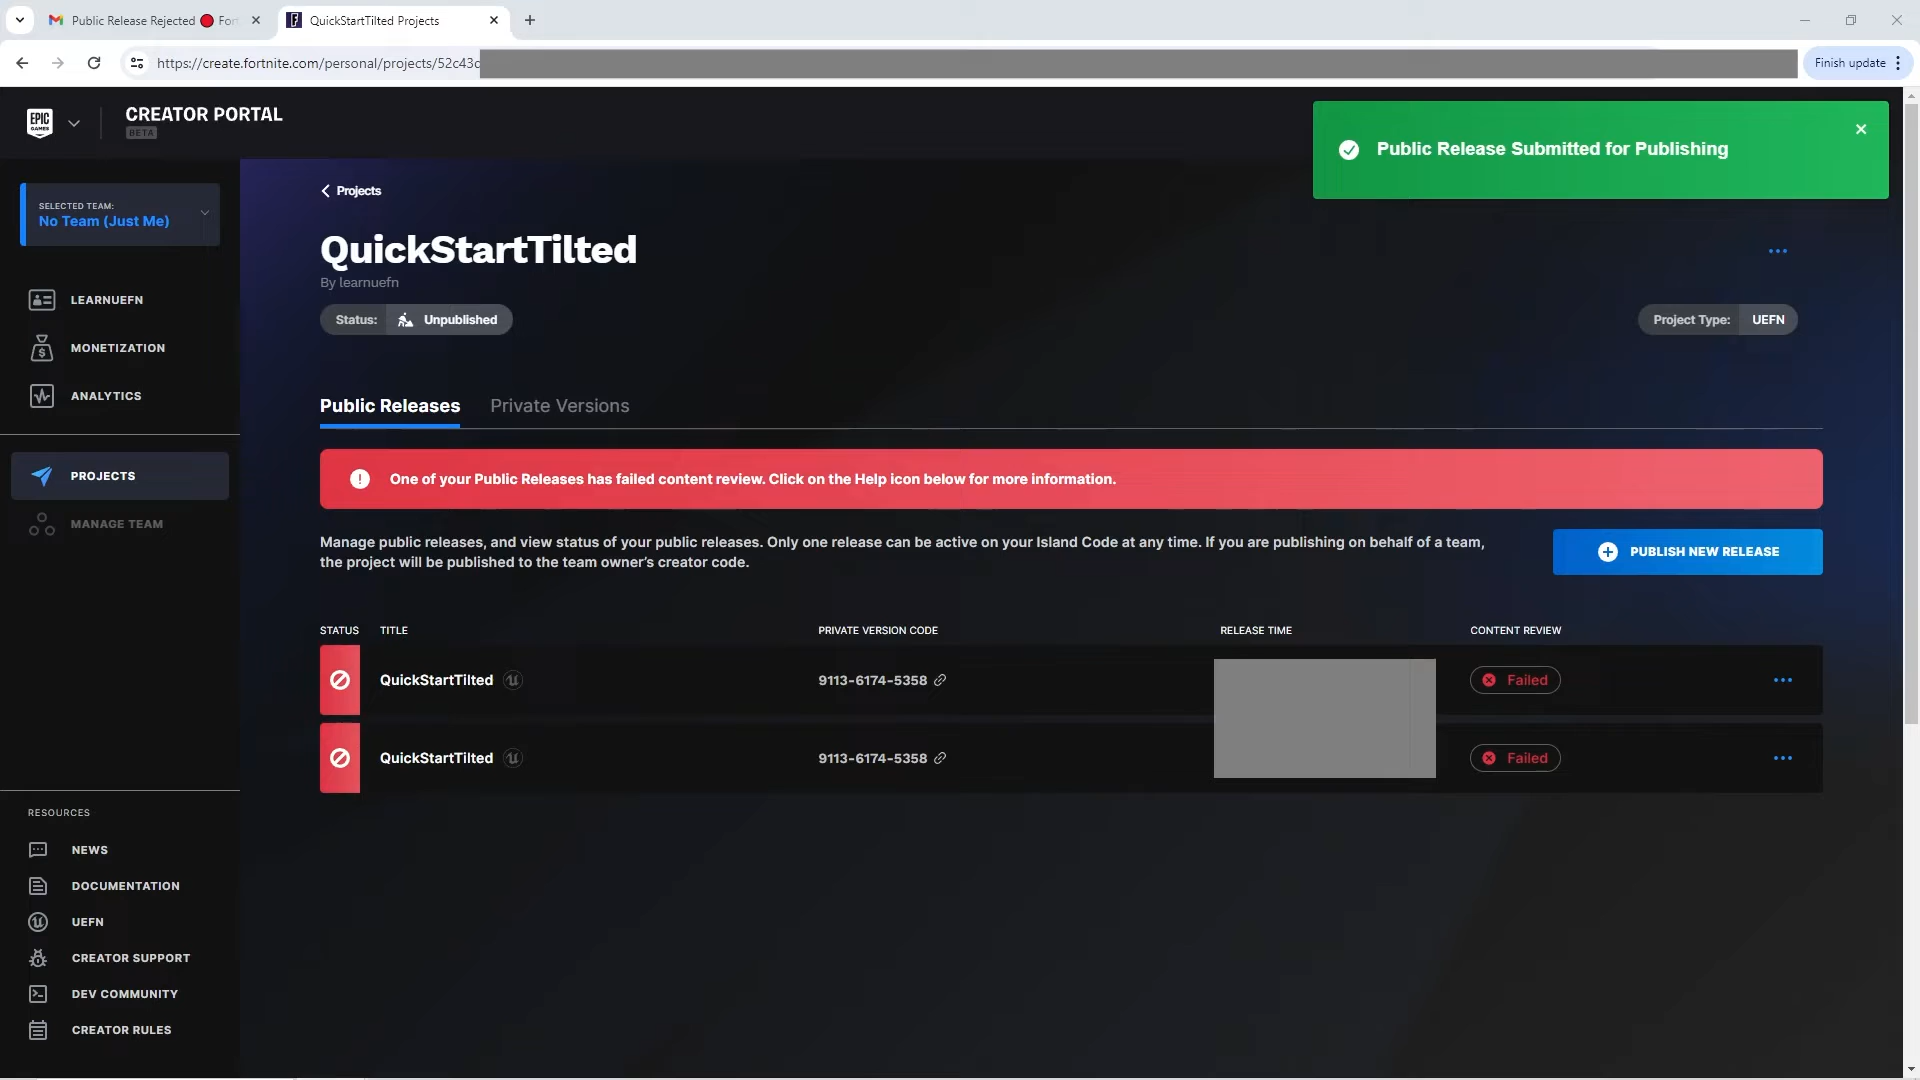 Public Release Rejected 🔴 For
QuickStartTilted Projects
https://create.fortnite.com/personal/projects/52c43c
Finish update
EPIC GAMES
CREATOR PORTAL
BETA
Public Release Submitted for Publishing
SELECTED TEAM:
No Team (Just Me)
LEARNUEFN
MONETIZATION
ANALYTICS
PROJECTS
MANAGE TEAM
RESOURCES
NEWS
DOCUMENTATION
UEFN
CREATOR SUPPORT
DEV COMMUNITY
CREATOR RULES
Projects
QuickStartTilted
By learnuefn
Status: Unpublished
Project Type: UEFN
Public Releases Private Versions
One of your Public Releases has failed content review. Click on the Help icon below for more information.
Manage public releases, and view status of your public releases. Only one release can be active on your Island Code at any time. If you are publishing on behalf of a team,
the project will be published to the team owner’s creator code.
PUBLISH NEW RELEASE
STATUS TITLE PRIVATE VERSION CODE RELEASE TIME CONTENT REVIEW
QuickStartTilted 9113-6174-5358 Failed
QuickStartTilted 9113-6174-5358 Failed